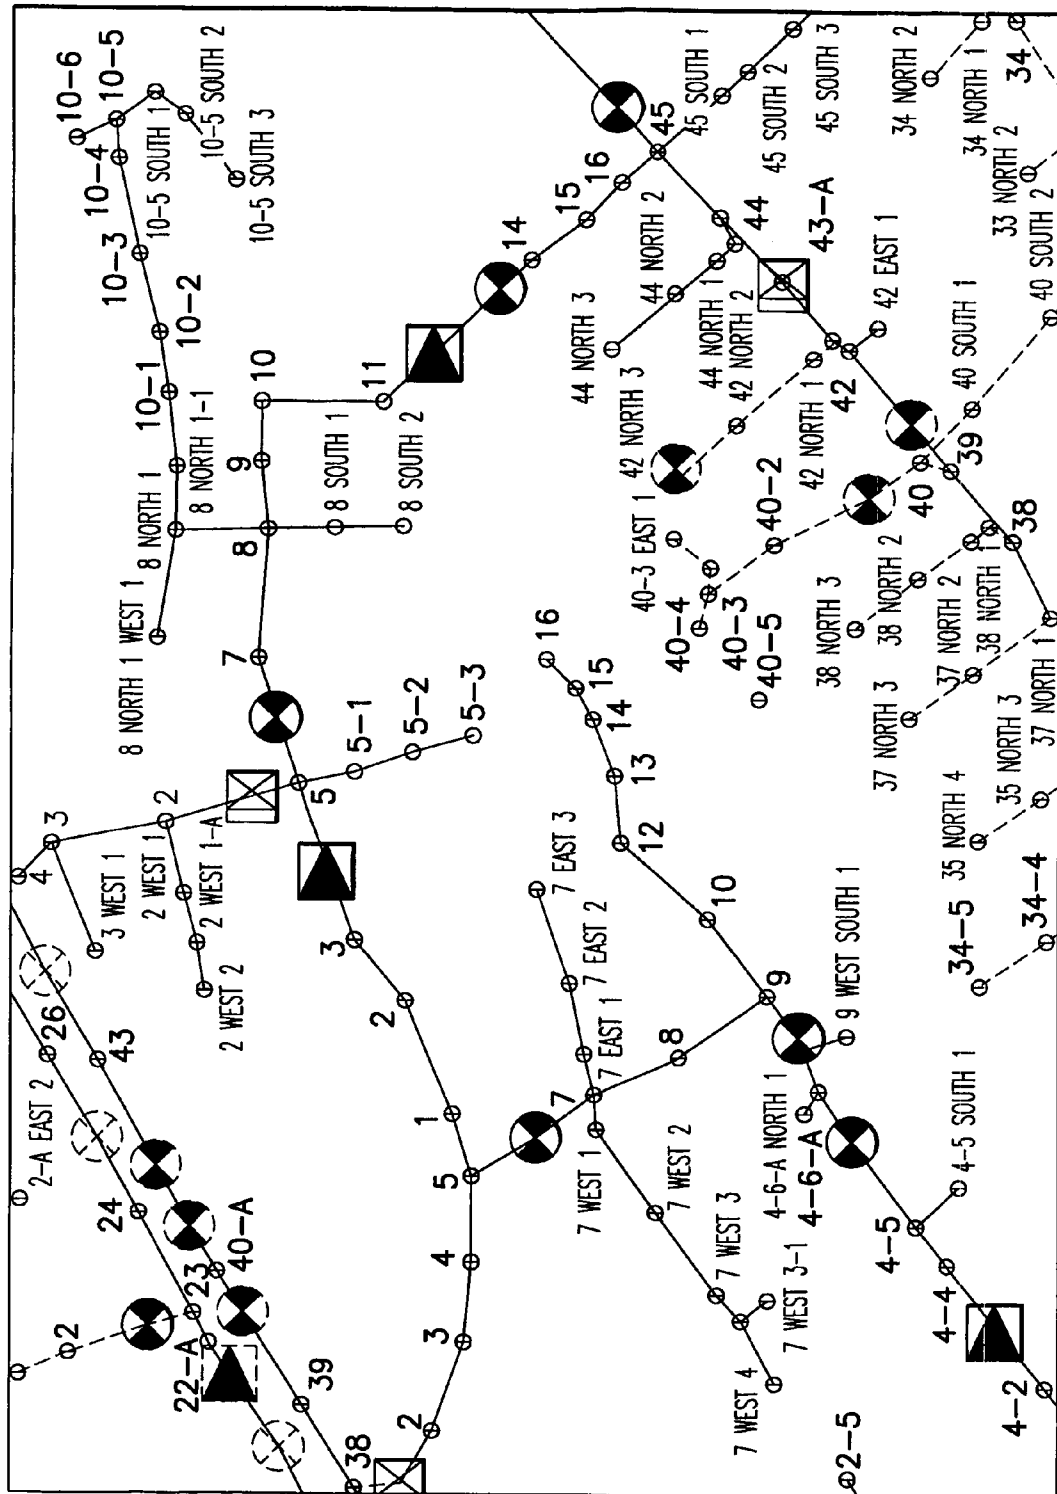 10-6
10-5
10-4
10-5 SOUTH 1
10-5 SOUTH 2
10-5 SOUTH 3
10-3
10-2
10-1
8 NORTH 1-1
8 NORTH 1
8 NORTH 1 WEST 1
10
9
8
8 SOUTH 1
8 SOUTH 2
11
7
5
5-1
5-2
5-3
14
15
16
45
45 SOUTH 1
45 SOUTH 2
45 SOUTH 3
44
44 NORTH 1
44 NORTH 2
44 NORTH 3
43-A
42
42 EAST 1
42 NORTH 1
42 NORTH 2
42 NORTH 3
34 NORTH 2
34 NORTH 1
34
33 NORTH 2
40 SOUTH 2
40 SOUTH 1
40
39
38
40-2
40-3 EAST 1
40-4
40-3
40-5
38 NORTH 3
38 NORTH 2
38 NORTH 1
37 NORTH 3
37 NORTH 2
37 NORTH 1
35 NORTH 4
35 NORTH 3
34-5
34-4
4
3
3 WEST 1
2
2 WEST 1
2 WEST 1-A
2 WEST 2
3
2
1
5
4
3
2
26
43
2-A EAST 2
24
40-A
23
22-A
2
39
38
16
15
14
13
12
10
9
8
7
7 EAST 1
7 EAST 2
7 EAST 3
7 WEST 1
7 WEST 2
7 WEST 3
7 WEST 3-1
7 WEST 4
9 WEST SOUTH 1
4-6-A NORTH 1
4-6-A
4-5 SOUTH 1
4-5
4-4
4-2
2-5